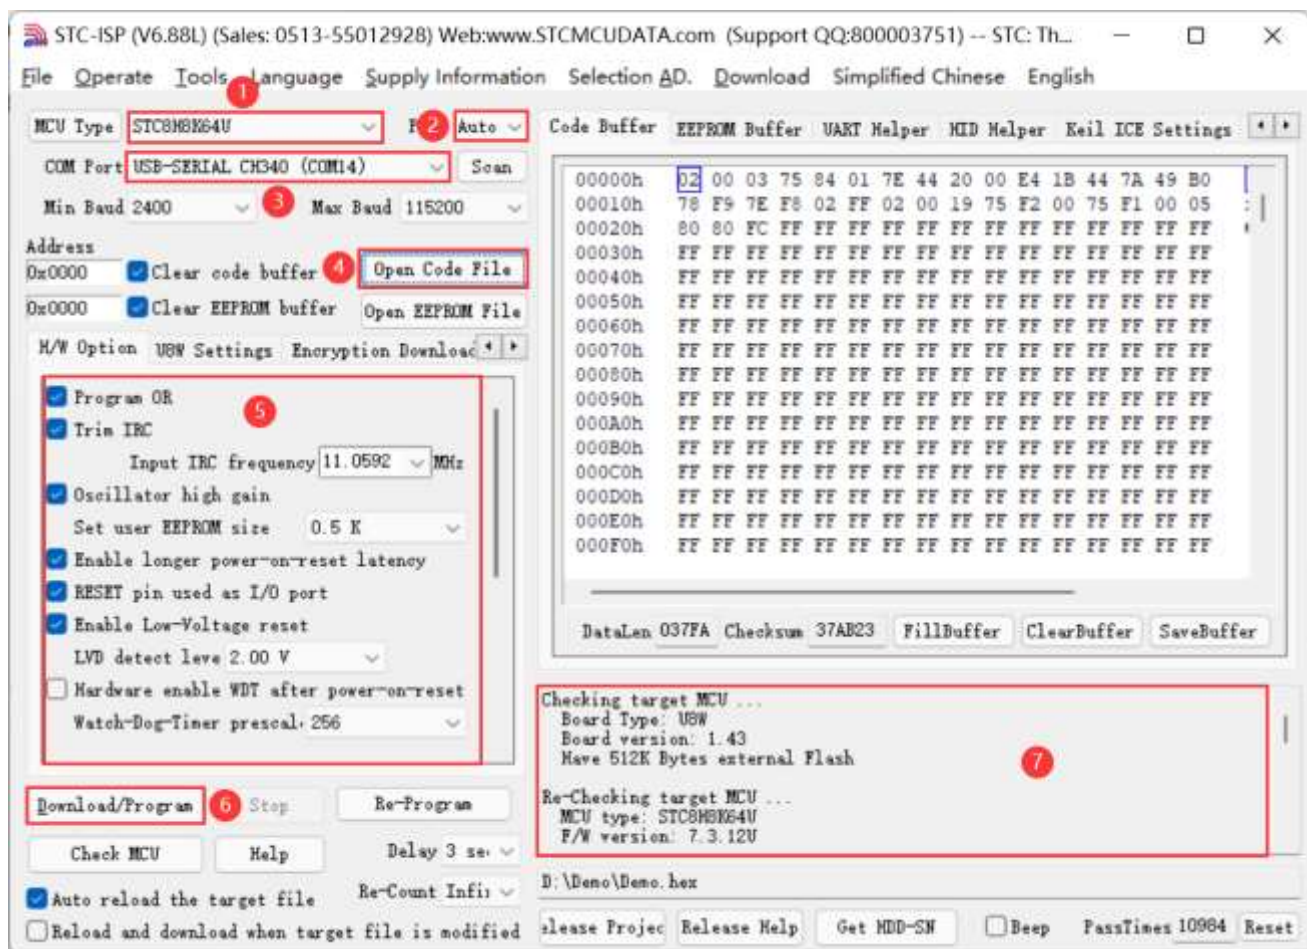 STC-ISP (V6.88L) (Sales: 0513-55012928) Web:www.STCMCUDATA.com (Support QQ:800003751) -- STC: Th...
File Operate Tools Language Supply Information Selection AD. Download Simplified Chinese English
1
MCU Type STC8H8K64U 2 Auto
COM Port USB-SERIAL CH340 (COM14) Scan
Min Baud 2400 3 Max Baud 115200
Address
0x0000 Clear code buffer 4 Open Code File
0x0000 Clear EEPROM buffer Open EEPROM File
H/W Option U8W Settings Encryption Download
Program OR
5
Trim IRC
Input IRC frequency 11.0592 MHz
Oscillator high gain
Set user EEPROM size 0.5 K
Enable longer power-on-reset latency
RESET pin used as I/O port
Enable Low-Voltage reset
LVD detect leve 2.00 V
Hardware enable WDT after power-on-reset
Watch-Dog-Timer prescal 256
Download/Program 6 Stop Re-Program
Check MCU Help Delay 3 sec
Auto reload the target file Re-Count Infi
Reload and download when target file is modified
Code Buffer EEPROM Buffer UART Helper HID Helper Keil ICE Settings
00000h 02 00 03 75 84 01 7E 44 20 00 E4 1B 44 7A 49 B0
00010h 78 F9 7E F8 02 FF 02 00 19 75 F2 00 75 F1 00 05
00020h 80 80 FC FF FF FF FF FF FF FF FF FF FF FF FF FF
00030h FF FF FF FF FF FF FF FF FF FF FF FF FF FF FF FF
00040h FF FF FF FF FF FF FF FF FF FF FF FF FF FF FF FF
00050h FF FF FF FF FF FF FF FF FF FF FF FF FF FF FF FF
00060h FF FF FF FF FF FF FF FF FF FF FF FF FF FF FF FF
00070h FF FF FF FF FF FF FF FF FF FF FF FF FF FF FF FF
00080h FF FF FF FF FF FF FF FF FF FF FF FF FF FF FF FF
00090h FF FF FF FF FF FF FF FF FF FF FF FF FF FF FF FF
000A0h FF FF FF FF FF FF FF FF FF FF FF FF FF FF FF FF
000B0h FF FF FF FF FF FF FF FF FF FF FF FF FF FF FF FF
000C0h FF FF FF FF FF FF FF FF FF FF FF FF FF FF FF FF
000D0h FF FF FF FF FF FF FF FF FF FF FF FF FF FF FF FF
000E0h FF FF FF FF FF FF FF FF FF FF FF FF FF FF FF FF
000F0h FF FF FF FF FF FF FF FF FF FF FF FF FF FF FF FF
DataLen 037FA Checksum 37AB23 FillBuffer ClearBuffer SaveBuffer
Checking target MCU ...
Board Type: U8W
Board version: 1.43
Have 512K Bytes external Flash
7
Re-Checking target MCU ...
MCU type: STC8H8K64U
F/W version: 7.3.12U
D:\Demo\Demo.hex
elease Projec Release Help Get HDD-SN Beep PassTimes 10984 Reset